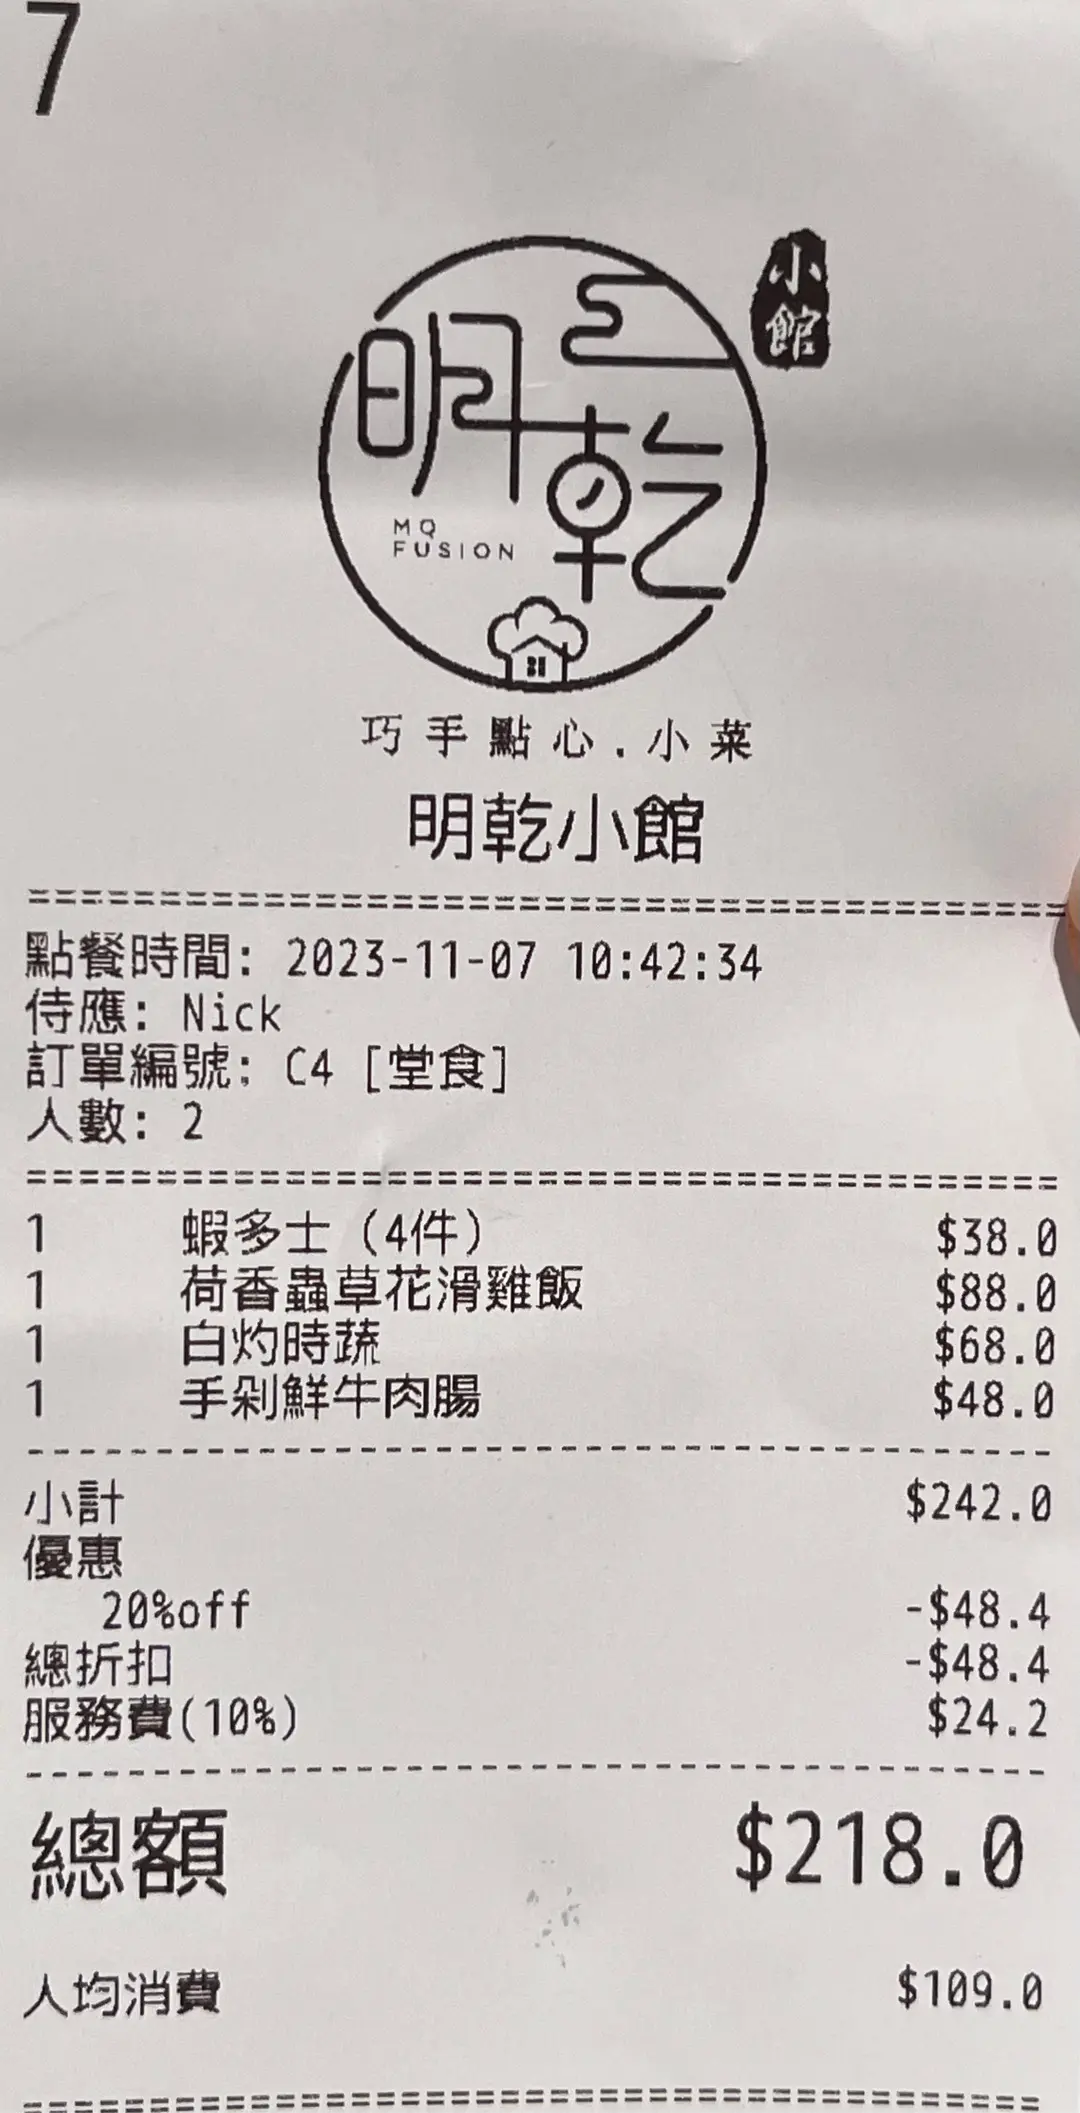 7
小館
明乾
MQ
FUSION
巧手點心.小菜
明乾小館
點餐時間: 2023-11-07 10:42:34
侍應: Nick
訂單編號: C4 [堂食]
人數: 2
1 蝦多士 (4件) $38.0
1 荷香蟲草花滑雞飯 $88.0
1 白灼時蔬 $68.0
1 手剁鮮牛肉腸 $48.0
小計 $242.0
優惠
20%off -$48.4
總折扣 -$48.4
服務費(10%) $24.2
總額 $218.0
人均消費 $109.0